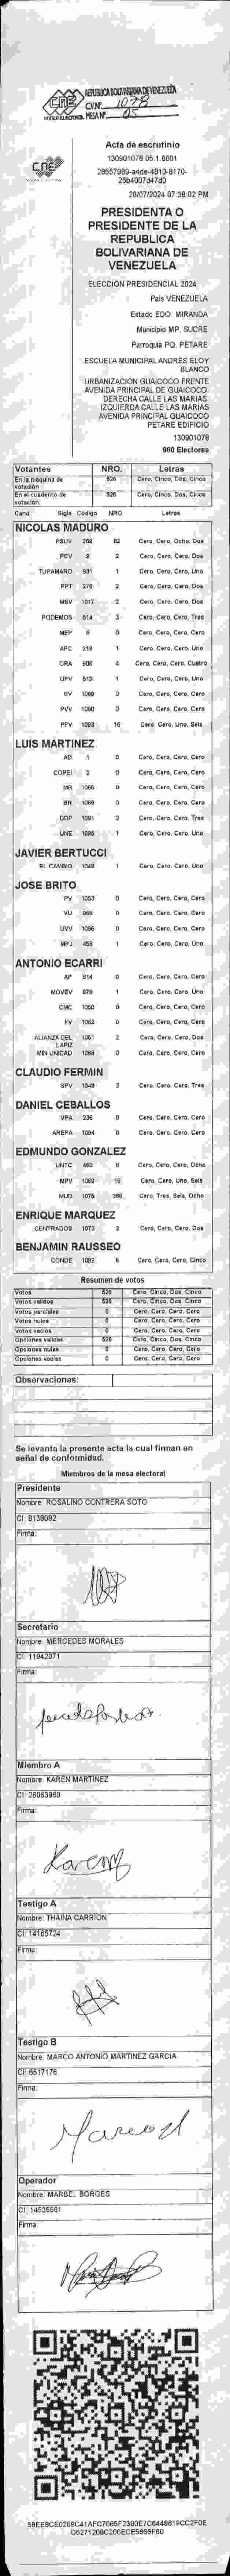 REPUBLICA BOLIVARIANA DE VENEZUELA
CNE
CV Nº 1078
PODER ELECTORAL MESA Nº 05
CNE
Acta de escrutinio
130901078 05.1.0001
28/07/2024 07:38:02 PM
PRESIDENTA O
PRESIDENTE DE LA
REPUBLICA
BOLIVARIANA DE
VENEZUELA
ELECCIÓN PRESIDENCIAL 2024
País VENEZUELA
Estado EDO. MIRANDA
Municipio MP. SUCRE
Parroquia PQ. PETARE
ESCUELA MUNICIPAL ANDRES ELOY
BLANCO
URBANIZACIÓN GUAICOCO FRENTE
AVENIDA PRINCIPAL DE GUAICOCO.
DERECHA CALLE LAS MARIAS.
IZQUIERDA CALLE LAS MARIAS
AVENIDA PRINCIPAL GUAICOCO
PETARE EDIFICIO
130901078
960 Electores
Votantes NRO. Letras
En la maquina de votación 525 Cero, Cinco, Dos, Cinco
En el cuaderno de votación 525 Cero, Cinco, Dos, Cinco
Cand Sigla Código NRO. Letras
NICOLAS MADURO
PSUV 268 82 Cero, Cero, Ocho, Dos
PCV 9 2 Cero, Cero, Cero, Dos
TUPAMARO 931 1 Cero, Cero, Cero, Uno
PPT 276 2 Cero, Cero, Cero, Dos
MSV 1017 2 Cero, Cero, Cero, Dos
PODEMOS 514 3 Cero, Cero, Cero, Tres
MEP 6 0 Cero, Cero, Cero, Cero
APC 219 1 Cero, Cero, Cero, Uno
ORA 906 4 Cero, Cero, Cero, Cuatro
UPV 513 1 Cero, Cero, Cero, Uno
EV 1089 0 Cero, Cero, Cero, Cero
PVV 1090 0 Cero, Cero, Cero, Cero
PFV 1093 16 Cero, Cero, Uno, Seis
LUIS MARTINEZ
AD 1 0 Cero, Cero, Cero, Cero
COPEI 2 0 Cero, Cero, Cero, Cero
MR 1066 0 Cero, Cero, Cero, Cero
BR 1069 0 Cero, Cero, Cero, Cero
DDP 1091 3 Cero, Cero, Cero, Tres
UNE 1095 1 Cero, Cero, Cero, Uno
JAVIER BERTUCCI
EL CAMBIO 1048 1 Cero, Cero, Cero, Uno
JOSE BRITO
PV 1053 0 Cero, Cero, Cero, Cero
VU 968 0 Cero, Cero, Cero, Cero
UVV 1096 0 Cero, Cero, Cero, Cero
MPJ 458 1 Cero, Cero, Cero, Uno
ANTONIO ECARRI
AP 814 0 Cero, Cero, Cero, Cero
MOVEV 879 1 Cero, Cero, Cero, Uno
CMC 1050 0 Cero, Cero, Cero, Cero
FV 1062 0 Cero, Cero, Cero, Cero
ALIANZA DEL LAPIZ 1061 2 Cero, Cero, Cero, Dos
MIN UNIDAD 1068 0 Cero, Cero, Cero, Cero
CLAUDIO FERMIN
SPV 1049 3 Cero, Cero, Cero, Tres
DANIEL CEBALLOS
VPA 236 0 Cero, Cero, Cero, Cero
AREPA 1094 0 Cero, Cero, Cero, Cero
EDMUNDO GONZALEZ
UNTC 460 8 Cero, Cero, Cero, Ocho
MPV 1069 16 Cero, Cero, Uno, Seis
MUD 1078 368 Cero, Tres, Seis, Ocho
ENRIQUE MARQUEZ
CENTRADOS 1073 2 Cero, Cero, Cero, Dos
BENJAMIN RAUSSEO
CONDE 1097 5 Cero, Cero, Cero, Cinco
Resumen de votos
Votos 525 Cero, Cinco, Dos, Cinco
Votos válidos 525 Cero, Cinco, Dos, Cinco
Votos parciales 0 Cero, Cero, Cero, Cero
Votos nulos 0 Cero, Cero, Cero, Cero
Votos vacíos 0 Cero, Cero, Cero, Cero
Opciones válidas 525 Cero, Cinco, Dos, Cinco
Opciones nulas 0 Cero, Cero, Cero, Cero
Opciones vacías 0 Cero, Cero, Cero, Cero
Observaciones:
Se levanta la presente acta la cual firman en
señal de conformidad.
Miembros de la mesa electoral
Presidente
Nombre: ROSALINO CONTRERA SOTO
CI: 8138082
Firma:
Secretario
Nombre: MERCEDES MORALES
CI: 11942071
Firma:
Miembro A
Nombre: KAREN MARTINEZ
CI: 26083969
Firma:
Karem
Testigo A
Nombre: THAINA CARRION
CI: 14185724
Firma:
Testigo B
Nombre: MARCO ANTONIO MARTINEZ GARCIA
CI: 6517176
Firma:
Operador
Nombre: MARBEL BORGES
CI: 14535561
Firma: